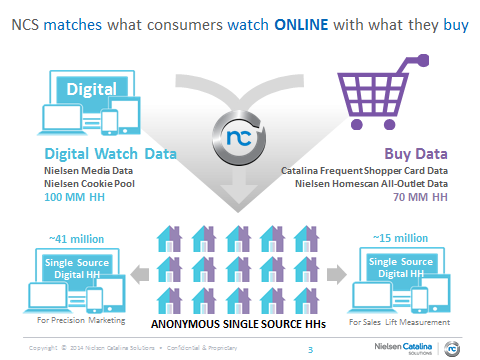 NCS matches what consumers watch ONLINE with what they buy
Digital
nc
Digital Watch Data
Nielsen Media Data
Nielsen Cookie Pool
100 MM HH
Buy Data
Catalina Frequent Shopper Card Data
Nielsen Homescan All-Outlet Data
70 MM HH
~41 million
Single Source
Digital HH
For Precision Marketing
ANONYMOUS SINGLE SOURCE HHs
~15 million
Single Source
Digital HH
For Sales Lift Measurement
Copyright © 2014 Nielsen Catalina Solutions • Confidential & Proprietary
3
Nielsen Catalina
SOLUTIONS
nc